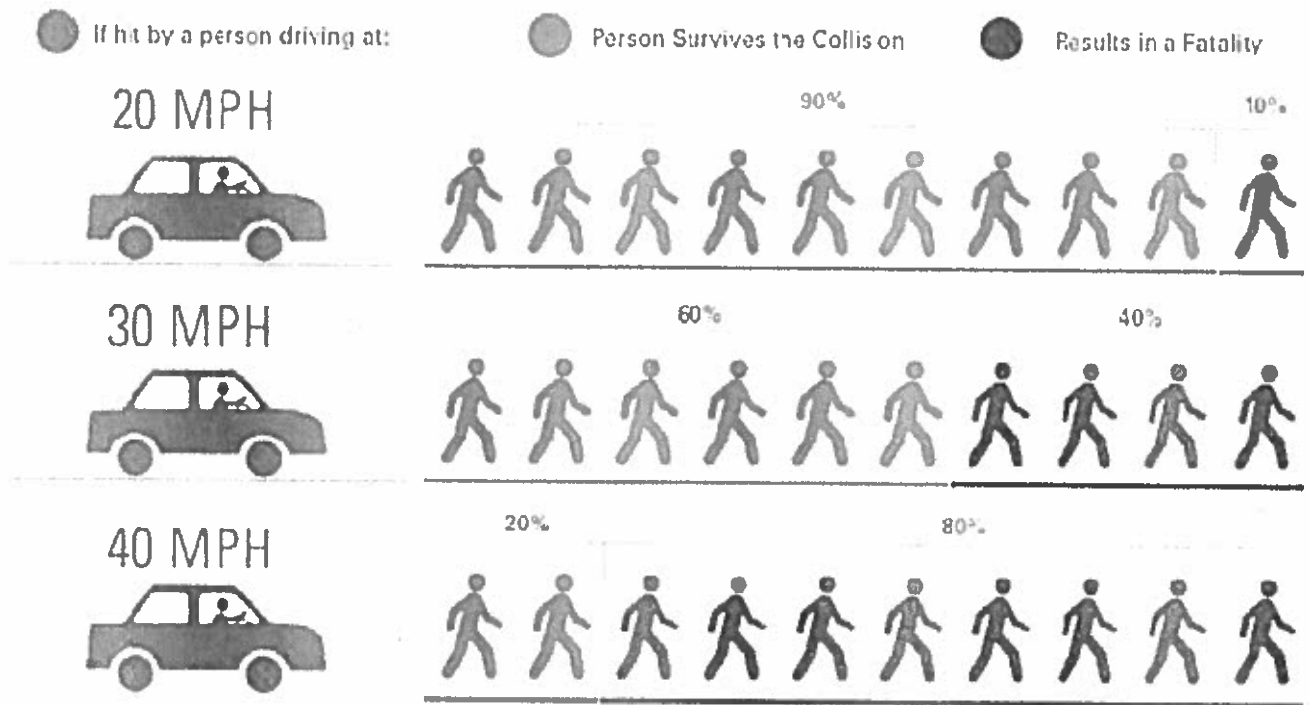 If hit by a person driving at:
Person Survives the Collision
Results in a Fatality
20 MPH
90%
10%
30 MPH
60%
40%
40 MPH
20%
80%